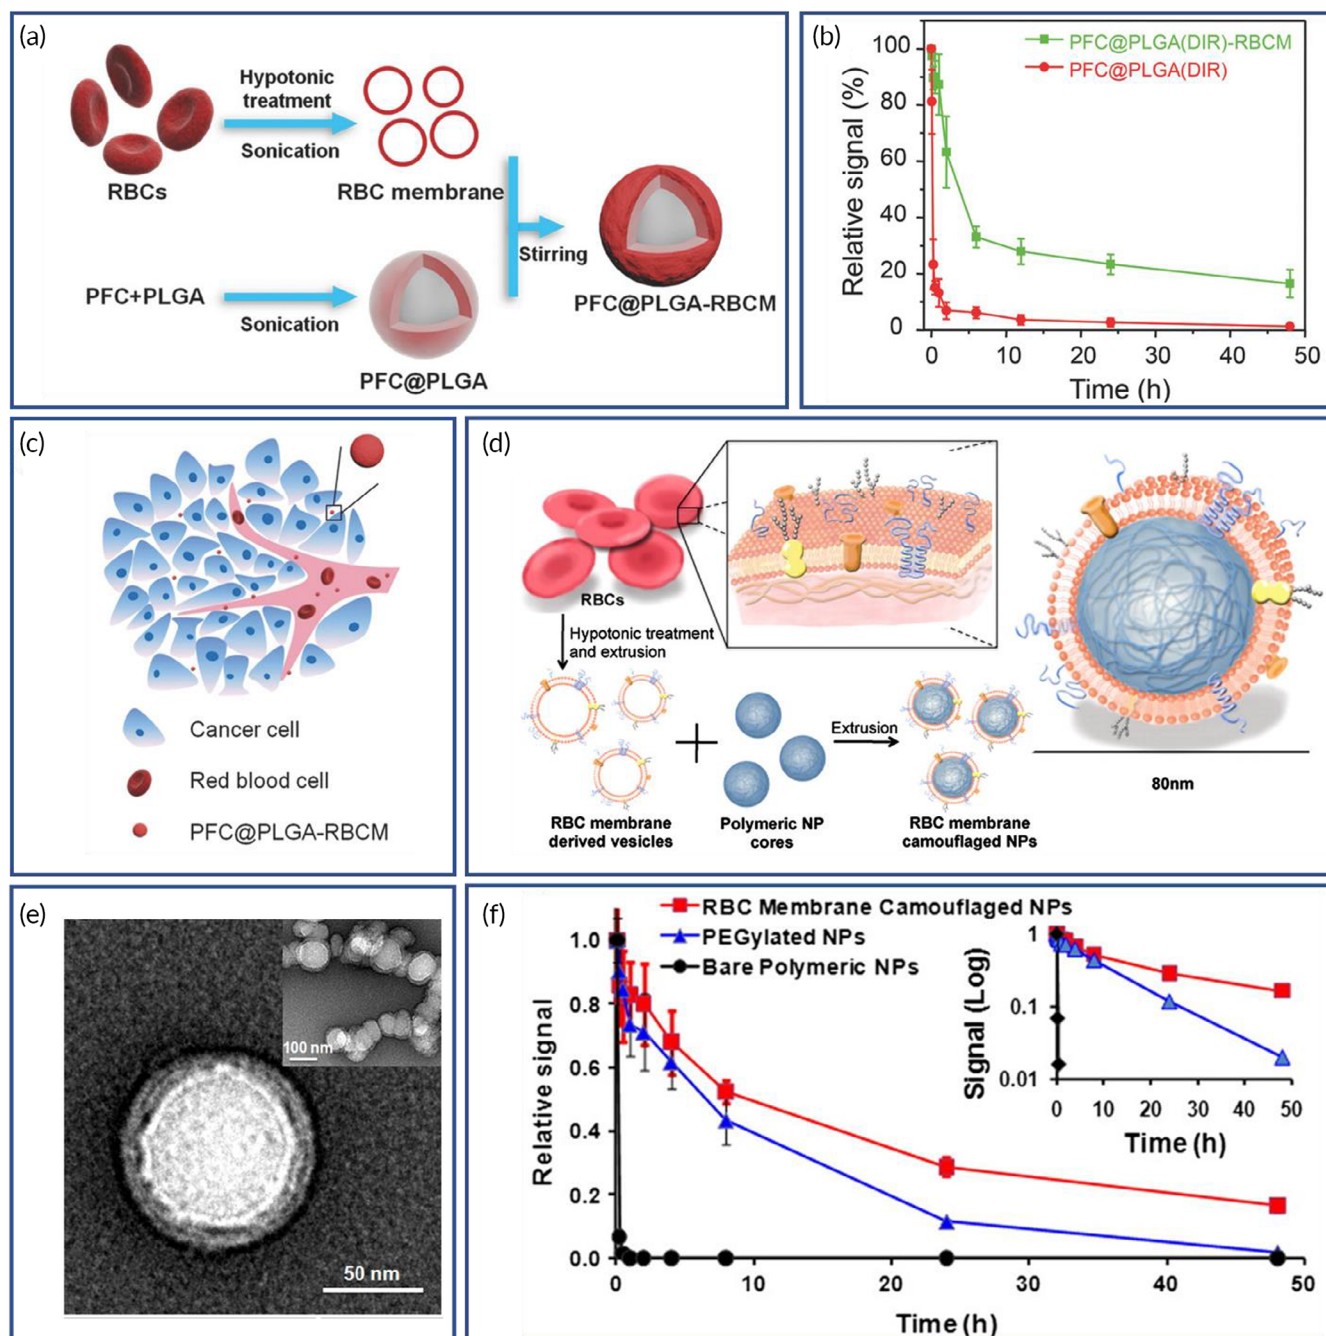 (a)
Hypotonic
treatment
Sonication
RBCs
RBC membrane
Stirring
PFC+PLGA
Sonication
PFC@PLGA
PFC@PLGA-RBCM
(b)
PFC@PLGA(DIR)-RBCM
PFC@PLGA(DIR)
Relative signal (%)
100
80
60
40
20
0
0 10 20 30 40 50
Time (h)
(c)
Cancer cell
Red blood cell
PFC@PLGA-RBCM
(d)
RBCs
Hypotonic treatment
and extrusion
Extrusion
RBC membrane
derived vesicles
Polymeric NP
cores
RBC membrane
camouflaged NPs
80nm
(e)
100 nm
50 nm
(f)
RBC Membrane Camouflaged NPs
PEGylated NPs
Bare Polymeric NPs
Relative signal
1.0
0.8
0.6
0.4
0.2
0.0
0 10 20 30 40 50
Time (h)
Signal (Log)
1
0.1
0.01
0 10 20 30 40 50
Time (h)